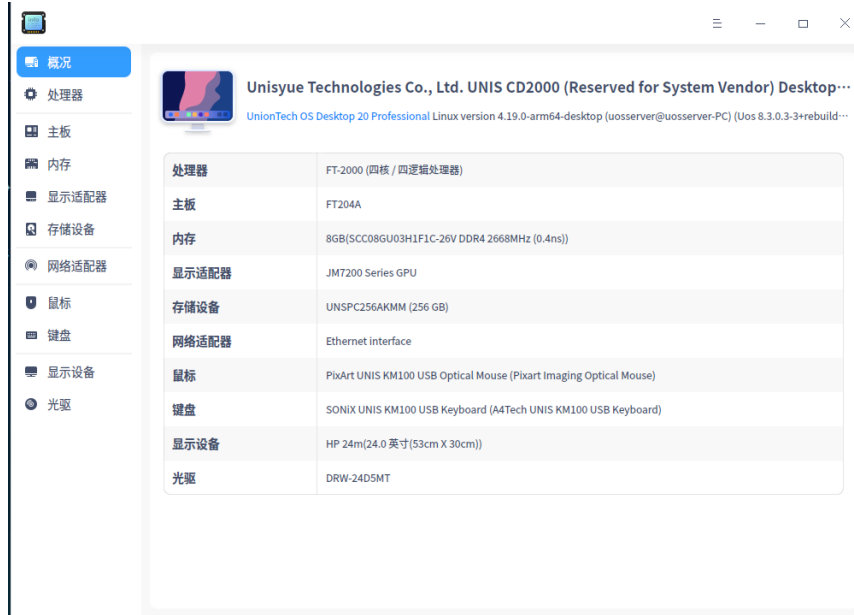 概况
处理器
主板
内存
显示适配器
存储设备
网络适配器
鼠标
键盘
显示设备
光驱
Unisyue Technologies Co., Ltd. UNIS CD2000 (Reserved for System Vendor) Desktop···
UnionTech OS Desktop 20 Professional Linux version 4.19.0-arm64-desktop (uosserver@uosserver-PC) (Uos 8.3.0.3-3+rebuild···
处理器 FT-2000 (四核 / 四逻辑处理器)
主板 FT204A
内存 8GB(SCC08GU03H1F1C-26V DDR4 2668MHz (0.4ns))
显示适配器 JM7200 Series GPU
存储设备 UNSPC256AKMM (256 GB)
网络适配器 Ethernet interface
鼠标 PixArt UNIS KM100 USB Optical Mouse (Pixart Imaging Optical Mouse)
键盘 SONiX UNIS KM100 USB Keyboard (A4Tech UNIS KM100 USB Keyboard)
显示设备 HP 24m(24.0 英寸(53cm X 30cm))
光驱 DRW-24D5MT